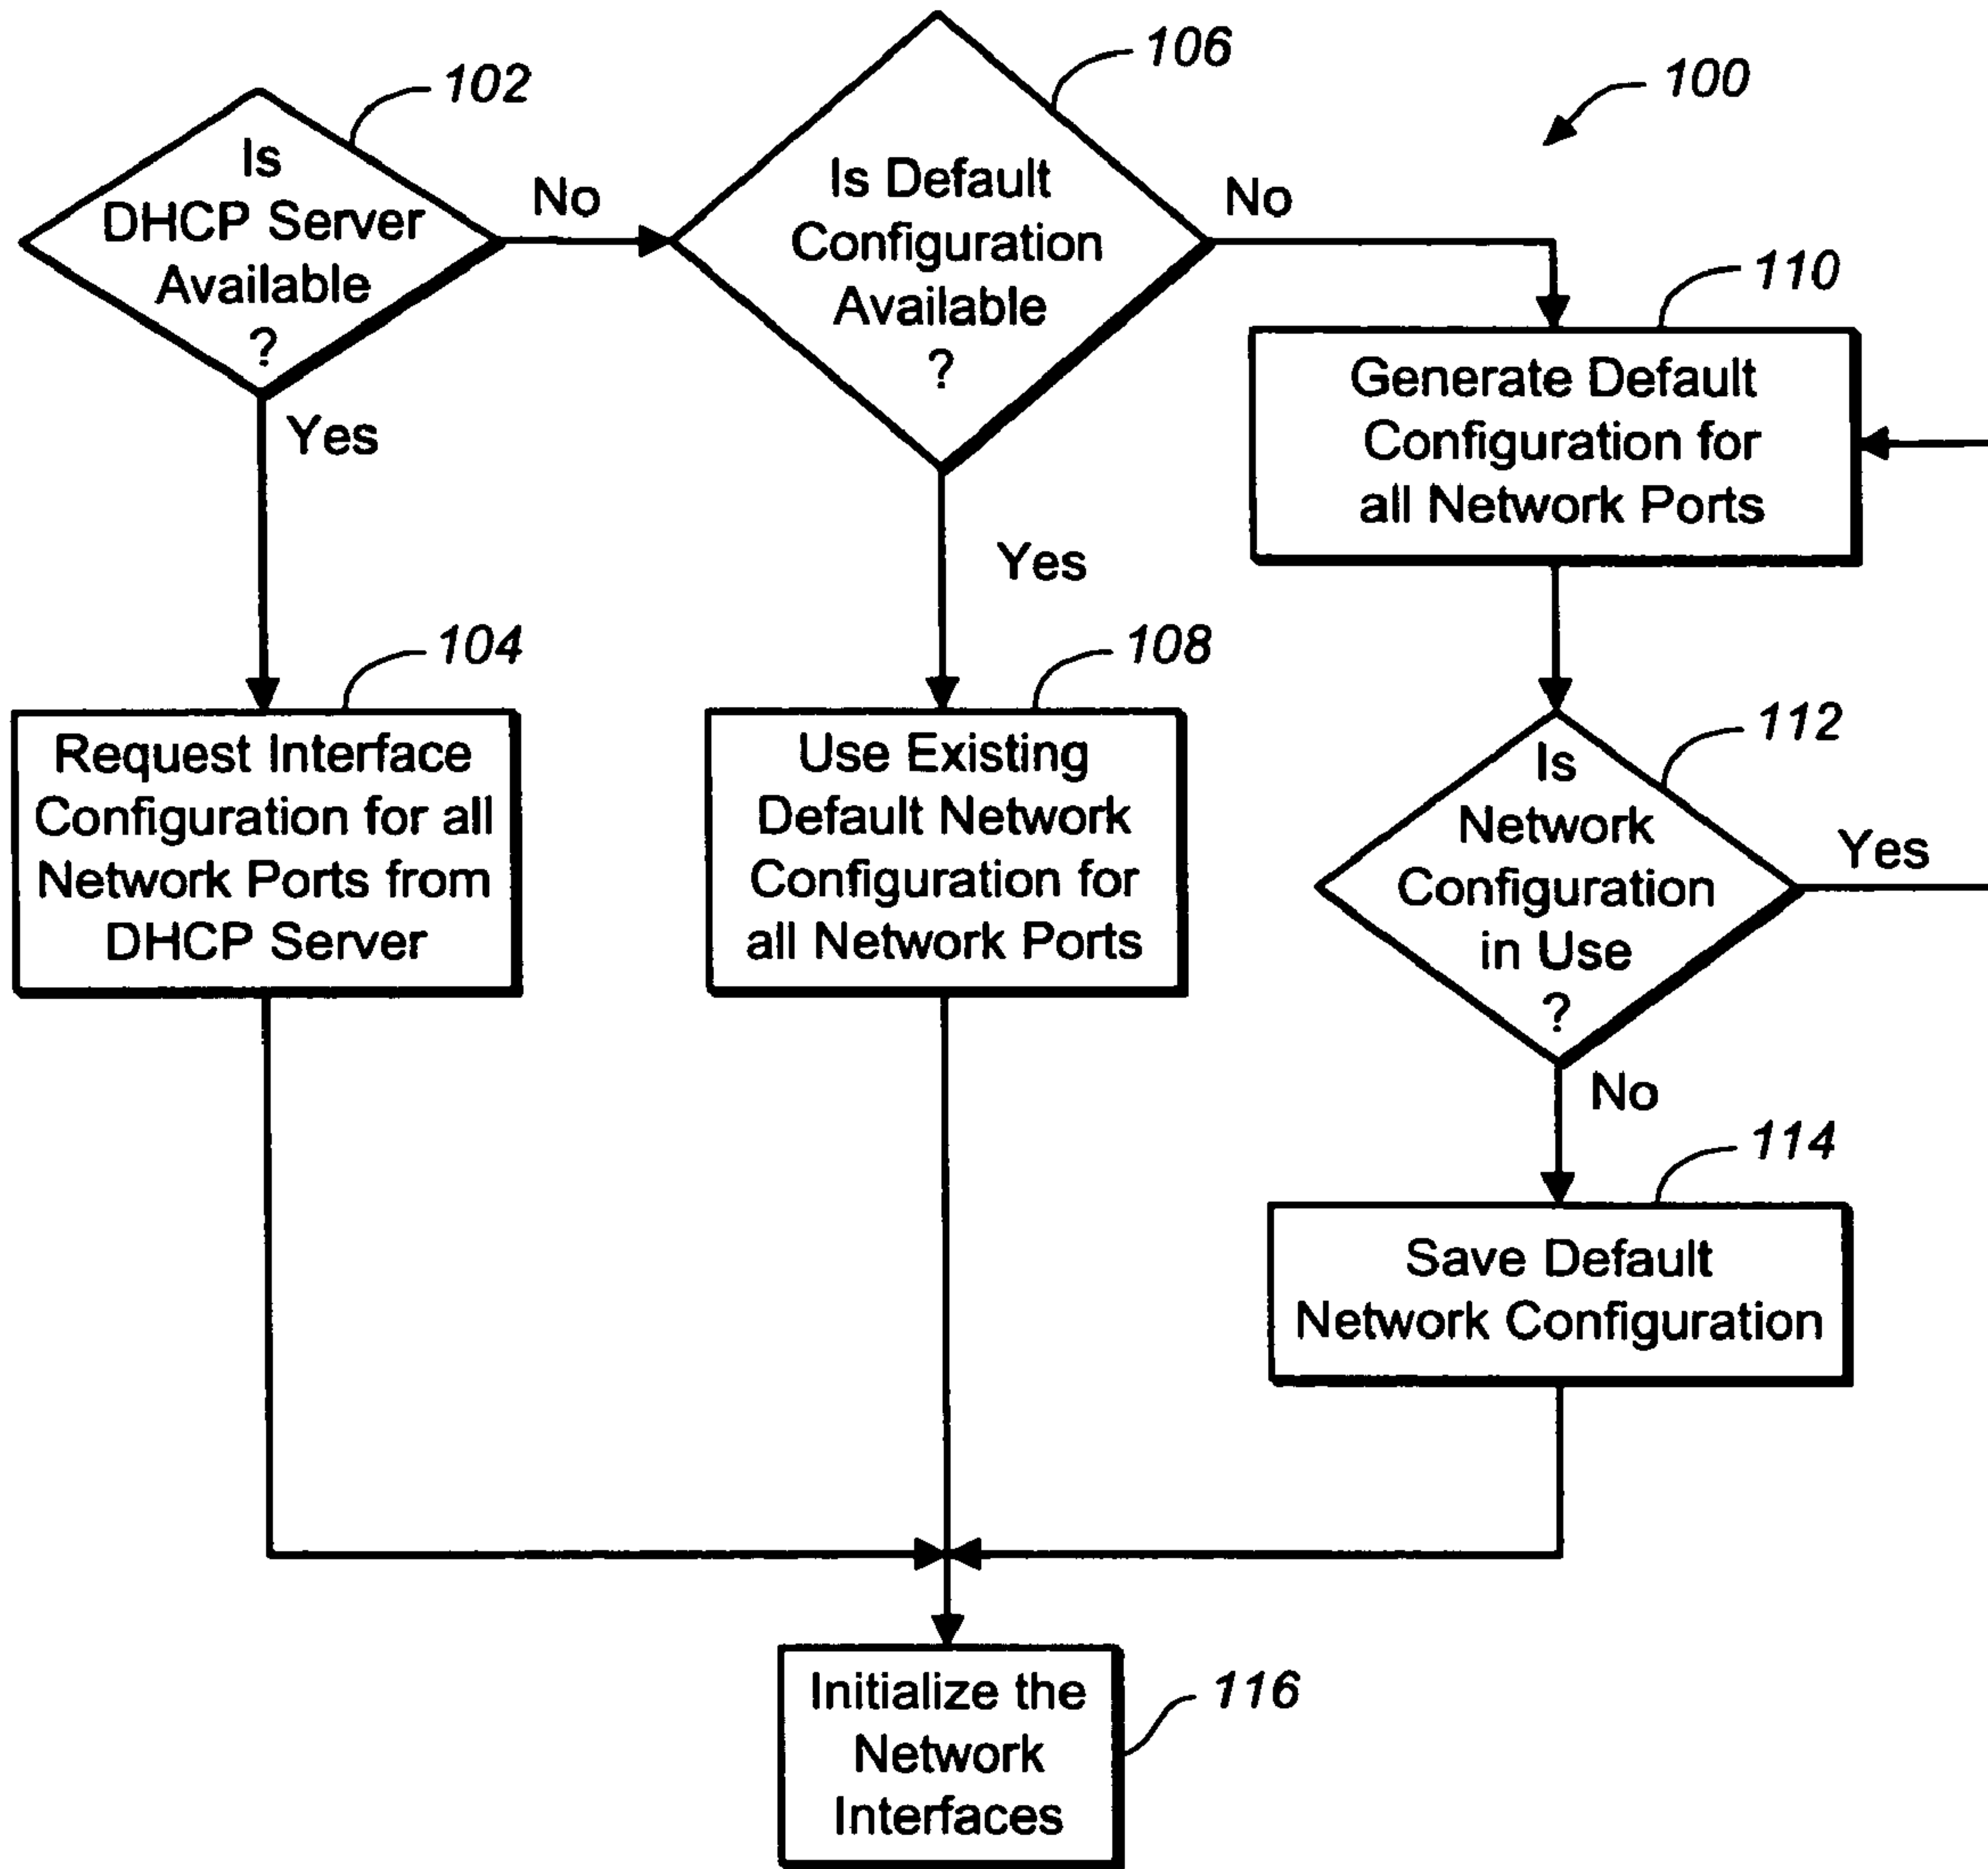 102
Is
DHCP Server
Available
?
No
Yes
106
Is Default
Configuration
Available
?
No
Yes
100
110
Generate Default
Configuration for
all Network Ports
104
Request Interface
Configuration for all
Network Ports from
DHCP Server
108
Use Existing
Default Network
Configuration for
all Network Ports
112
Is
Network
Configuration
in Use
?
Yes
No
114
Save Default
Network Configuration
116
Initialize the
Network
Interfaces